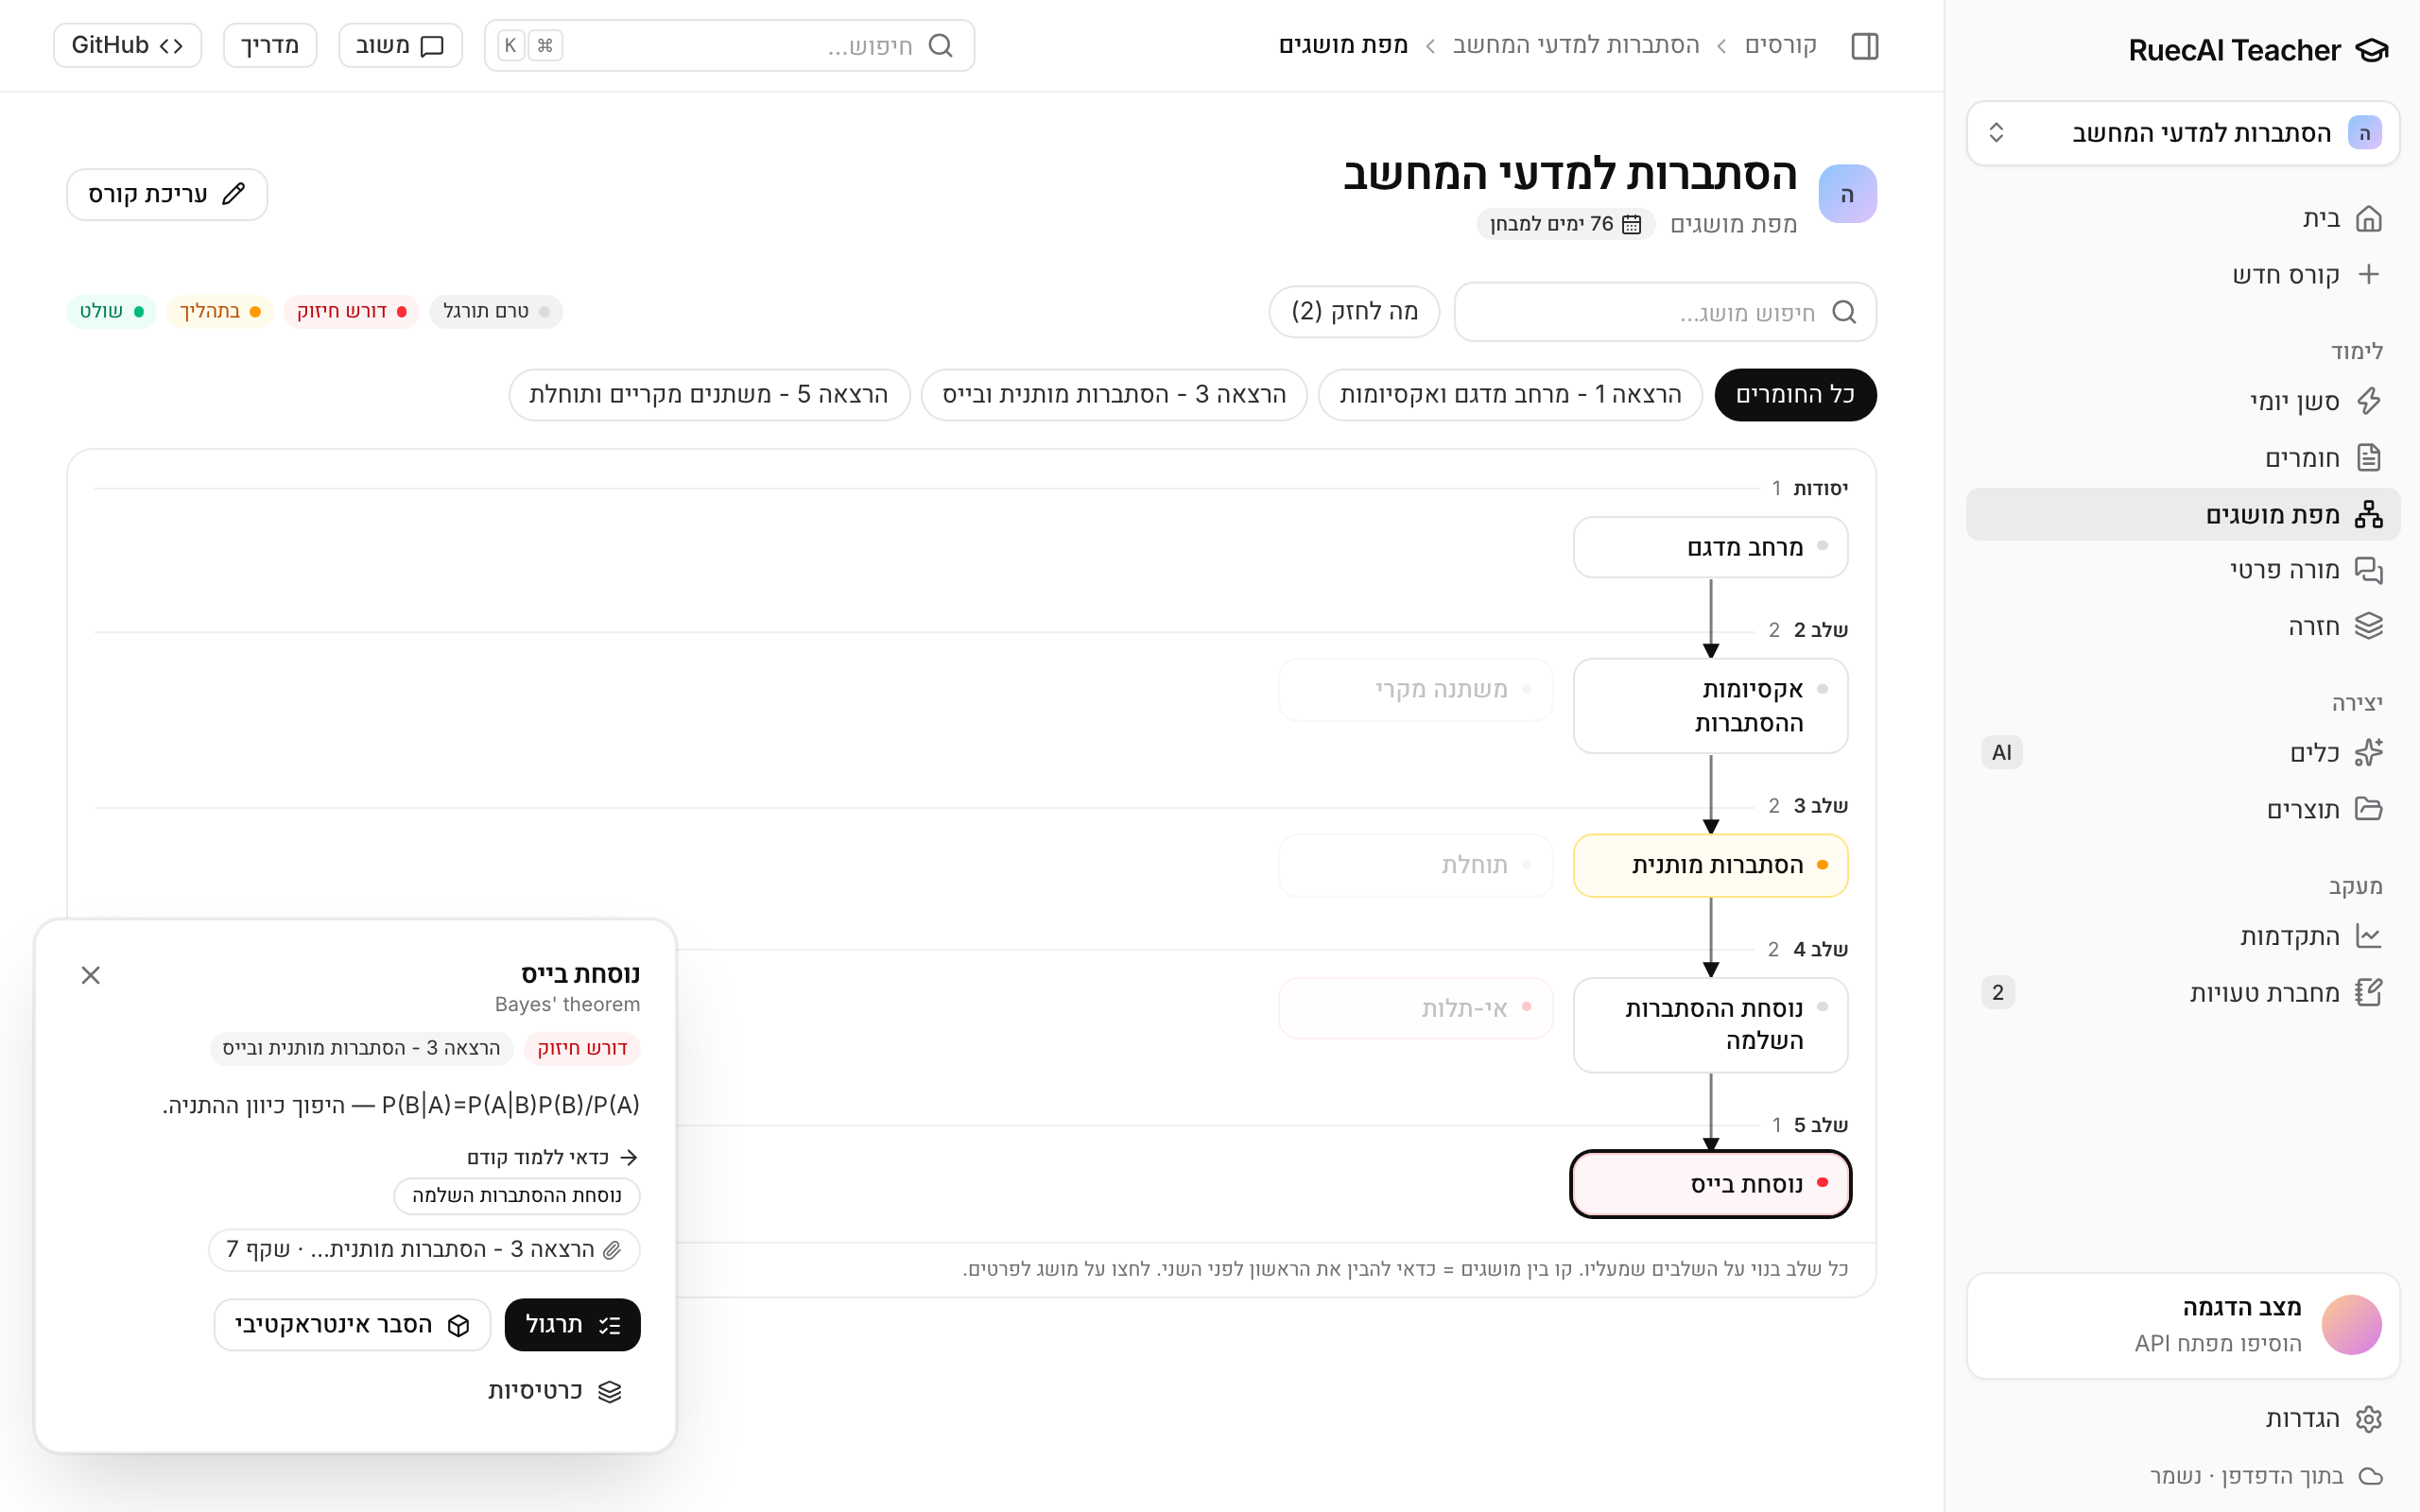 RuecAI Teacher
ה הסתברות למדעי המחשב
בית
קורס חדש
לימוד
סשן יומי
חומרים
מפת מושגים
מורה פרטי
חזרה
יצירה
כלים AI
תוצרים
מעקב
התקדמות
מחברת טעויות 2
מצב הדגמה
הוסיפו מפתח API
הגדרות
בתוך הדפדפן · נשמר
קורסים הסתברות למדעי המחשב מפת מושגים
חיפוש... ⌘ K
משוב
מדריך
GitHub
ה
הסתברות למדעי המחשב
מפת מושגים 76 ימים למבחן
עריכת קורס
חיפוש מושג...
מה לחזק (2)
טרם תורגל דורש חיזוק בתהליך שולט
כל החומרים
הרצאה 1 - מרחב מדגם ואקסיומות
הרצאה 3 - הסתברות מותנית ובייס
הרצאה 5 - משתנים מקריים ותוחלת
יסודות 1
מרחב מדגם
שלב 2 2
אקסיומות
ההסתברות
משתנה מקרי
שלב 3 2
הסתברות מותנית
תוחלת
שלב 4 2
נוסחת ההסתברות
השלמה
אי-תלות
שלב 5 1
נוסחת בייס
כל שלב בנוי על השלבים שמעליו. קו בין מושגים = כדאי להבין את הראשון לפני השני. לחצו על מושג לפרטים.
נוסחת בייס
Bayes' theorem
דורש חיזוק הרצאה 3 - הסתברות מותנית ובייס
P(B|A)=P(A|B)P(B)/P(A) — היפוך כיוון ההתניה.
כדאי ללמוד קודם
נוסחת ההסתברות השלמה
הרצאה 3 - הסתברות מותנית... · שקף 7
תרגול
הסבר אינטראקטיבי
כרטיסיות